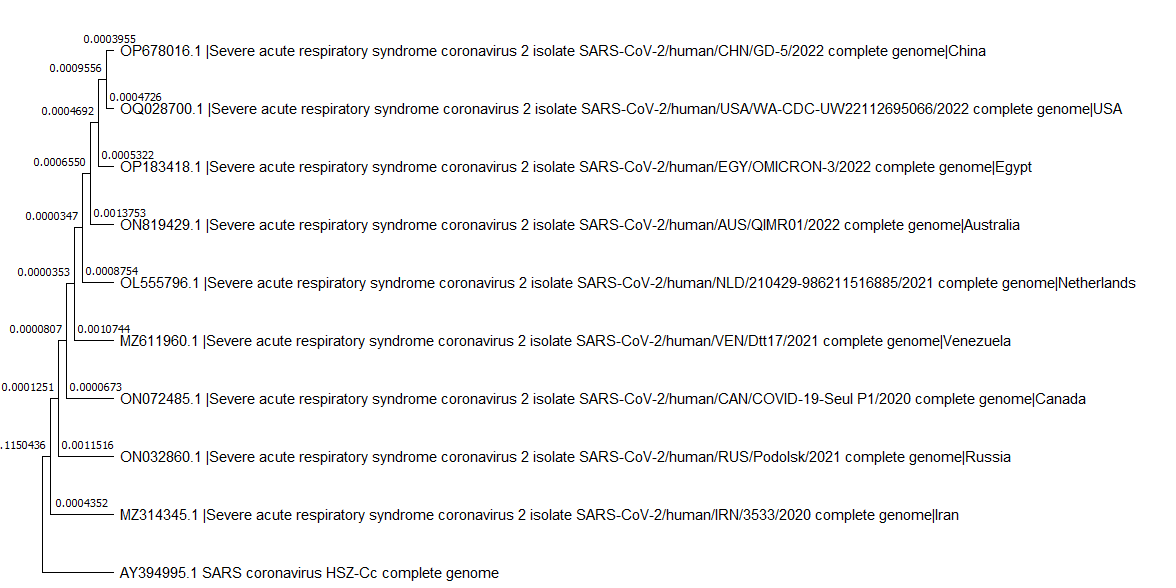 0.0003955
OP678016.1 |Severe acute respiratory syndrome coronavirus 2 isolate SARS-CoV-2/human/CHN/GD-5/2022 complete genome|China
0.0009556
0.0004726
OQ028700.1 |Severe acute respiratory syndrome coronavirus 2 isolate SARS-CoV-2/human/USA/WA-CDC-UW22112695066/2022 complete genome|USA
0.0004692
0.0005322
OP183418.1 |Severe acute respiratory syndrome coronavirus 2 isolate SARS-CoV-2/human/EGY/OMICRON-3/2022 complete genome|Egypt
0.0006550
0.0013753
ON819429.1 |Severe acute respiratory syndrome coronavirus 2 isolate SARS-CoV-2/human/AUS/QIMR01/2022 complete genome|Australia
0.0000347
0.0008754
OL555796.1 |Severe acute respiratory syndrome coronavirus 2 isolate SARS-CoV-2/human/NLD/210429-986211516885/2021 complete genome|Netherlands
0.0000353
0.0010744
MZ611960.1 |Severe acute respiratory syndrome coronavirus 2 isolate SARS-CoV-2/human/VEN/Dtt17/2021 complete genome|Venezuela
0.0000807
0.0000673
ON072485.1 |Severe acute respiratory syndrome coronavirus 2 isolate SARS-CoV-2/human/CAN/COVID-19-Seul P1/2020 complete genome|Canada
0.0001251
0.0011516
ON032860.1 |Severe acute respiratory syndrome coronavirus 2 isolate SARS-CoV-2/human/RUS/Podolsk/2021 complete genome|Russia
.1150436
0.0004352
MZ314345.1 |Severe acute respiratory syndrome coronavirus 2 isolate SARS-CoV-2/human/IRN/3533/2020 complete genome|Iran
AY394995.1 SARS coronavirus HSZ-Cc complete genome